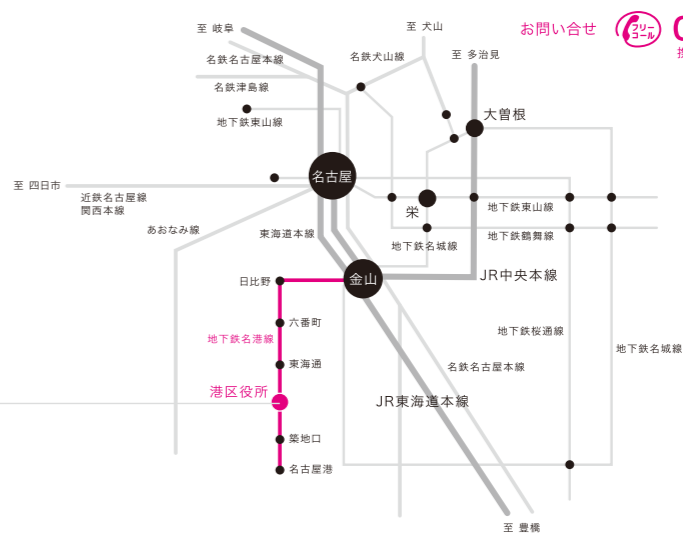 至 岐阜
至 犬山
お問い合せ
フリー
コール
名鉄名古屋本線
名鉄犬山線
至 多治見
名鉄津島線
地下鉄東山線
大曽根
名古屋
至 四日市
近鉄名古屋線
関西本線
栄
地下鉄東山線
あおなみ線
東海道本線
地下鉄名城線
地下鉄鶴舞線
日比野
金山
JR中央本線
六番町
地下鉄名港線
地下鉄桜通線
地下鉄名城線
東海通
名鉄名古屋本線
港区役所
JR東海道本線
築地口
名古屋港
至 豊橋